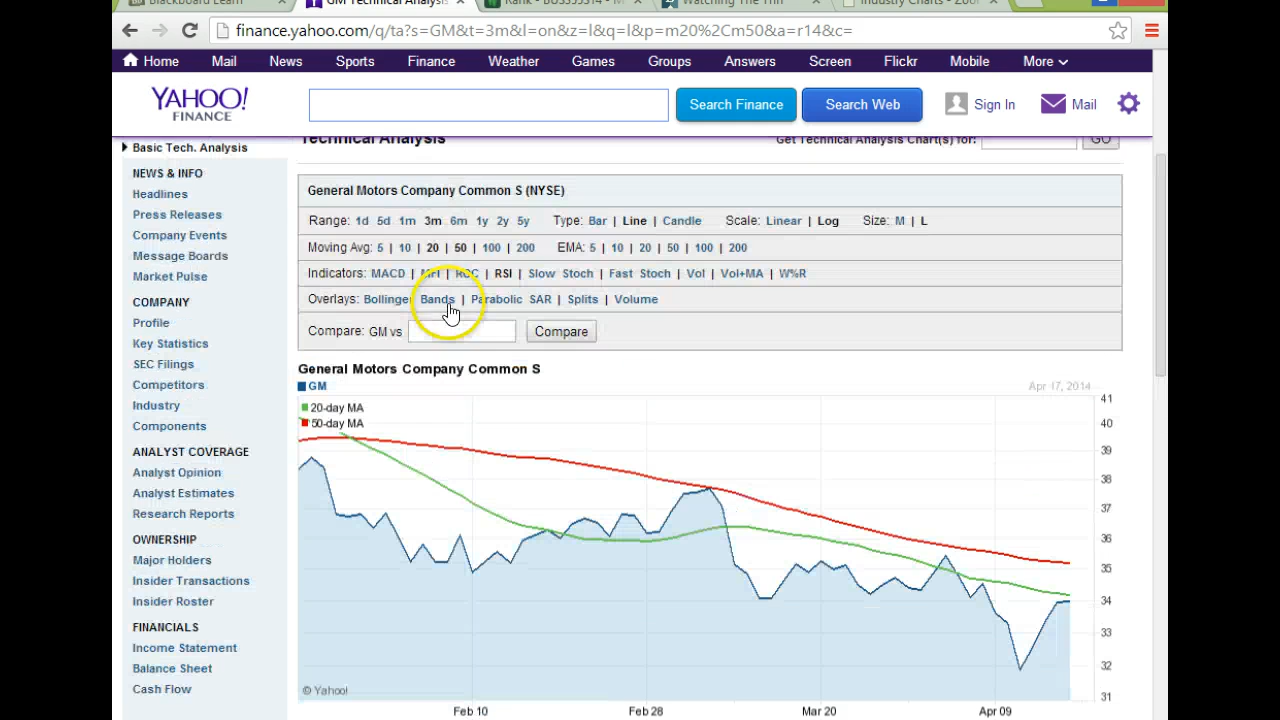 Blackboard Learn
GM Technical Analysis
finance.yahoo.com/q/ta?s=GM&t=3m&l=on&z=l&q=l&p=m20%2Cm50&a=r14&c=
Home Mail News Sports Finance Weather Games Groups Answers Screen Flickr Mobile More
YAHOO! FINANCE
Search Finance Search Web Sign In Mail
Technical Analysis Get Technical Analysis Chart(s) for: GO
Basic Tech. Analysis
NEWS & INFO
Headlines
Press Releases
Company Events
Message Boards
Market Pulse
COMPANY
Profile
Key Statistics
SEC Filings
Competitors
Industry
Components
ANALYST COVERAGE
Analyst Opinion
Analyst Estimates
Research Reports
OWNERSHIP
Major Holders
Insider Transactions
Insider Roster
FINANCIALS
Income Statement
Balance Sheet
Cash Flow
General Motors Company Common S (NYSE)
Range: 1d 5d 1m 3m 6m 1y 2y 5y Type: Bar | Line | Candle Scale: Linear | Log Size: M | L
Moving Avg: 5 | 10 | 20 | 50 | 100 | 200 EMA: 5 | 10 | 20 | 50 | 100 | 200
Indicators: MACD | MFI | ROC | RSI | Slow Stoch | Fast Stoch | Vol | Vol+MA | W%R
Overlays: Bollinger Bands | Parabolic SAR | Splits | Volume
Compare: GM vs Compare
General Motors Company Common S
GM Apr 17, 2014
20-day MA
50-day MA
41
40
39
38
37
36
35
34
33
32
31
© Yahoo!
Feb 10 Feb 28 Mar 20 Apr 09